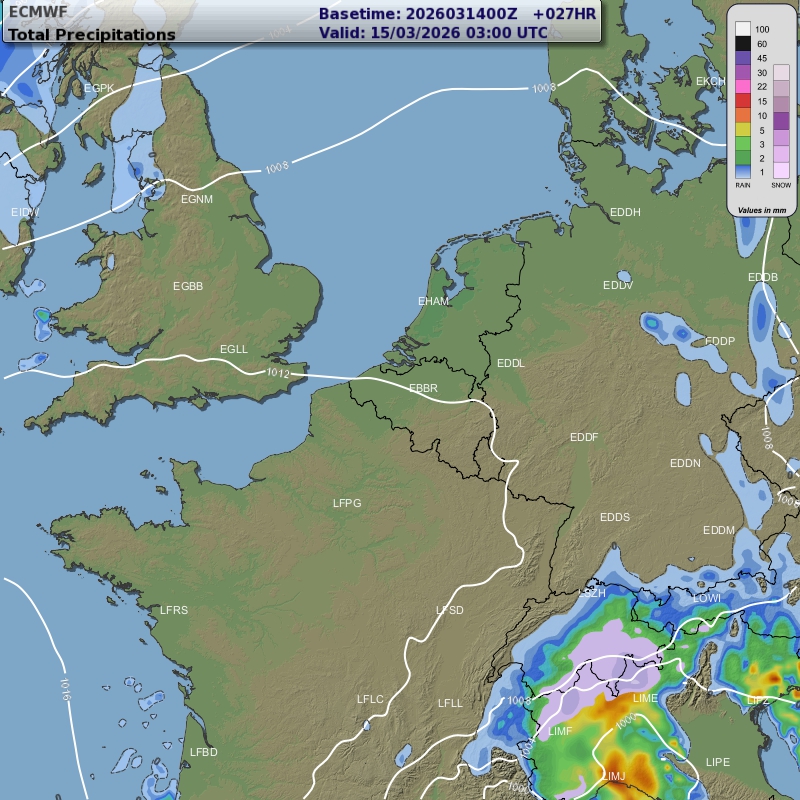 ECMWF
Basetime: 2026031400Z +027HR
Total Precipitations
Valid: 15/03/2026 03:00 UTC
1004
100
60
45
30
22
15
10
5
3
2
1
RAIN SNOW
Values in mm
EGPK
EKCH
1008
1008
EGNM
EIDW
EDDH
EGBB
EDDV
EDDB
EHAM
EGLL
EDDP
EDDL
1012
EBBR
EDDF
1008
EDDN
LFPG
1008
EDDS
EDDM
LSZH
LOWI
LFRS
LFSD
1016
LFLC
LFLL
1008
LIME
LIPZ
1000
LIMF
LFBD
LIPE
LIMJ